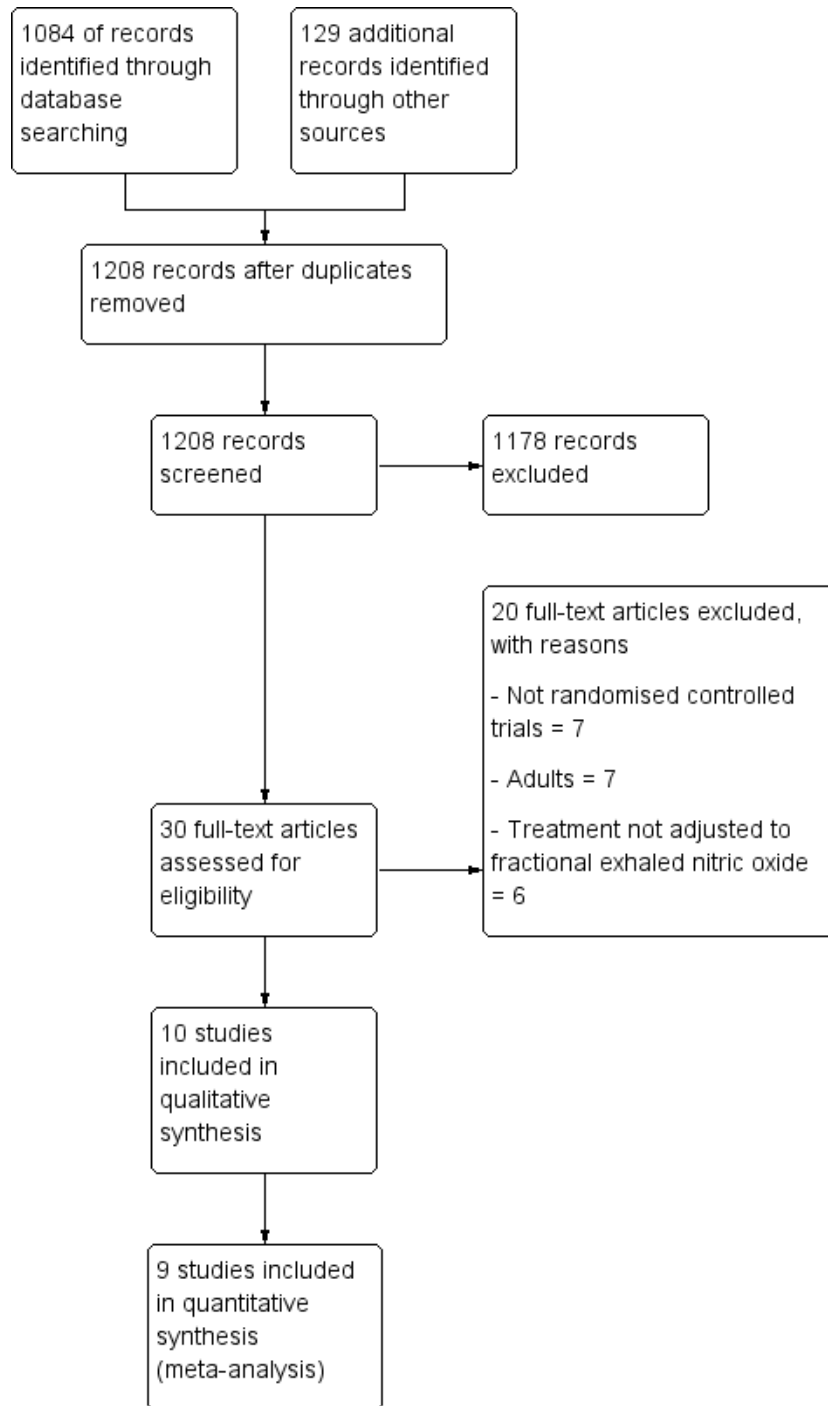 1084 of records
identified through
database
searching
129 additional
records identified
through other
sources
1208 records after duplicates
removed
1208 records
screened
1178 records
excluded
20 full-text articles excluded,
with reasons
- Not randomised controlled
trials = 7
- Adults = 7
- Treatment not adjusted to
fractional exhaled nitric oxide
= 6
30 full-text articles
assessed for
eligibility
10 studies
included in
qualitative
synthesis
9 studies included
in quantitative
synthesis
(meta-analysis)